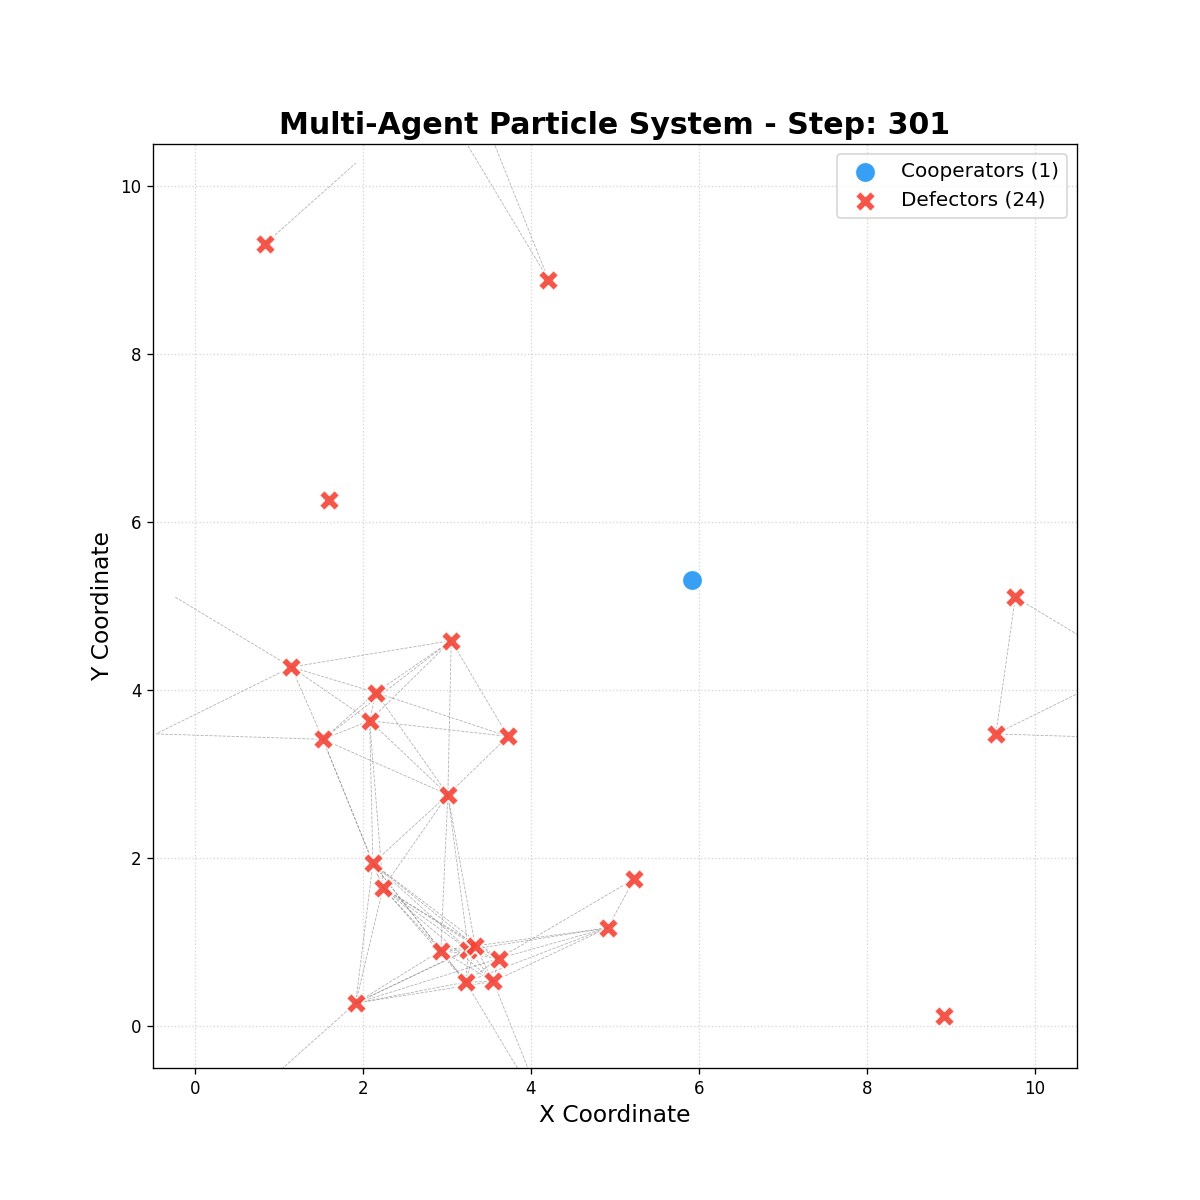 Multi-Agent Particle System - Step: 301
Cooperators (1)
Defectors (24)
10
8
6
4
2
0
Y Coordinate
0 2 4 6 8 10
X Coordinate